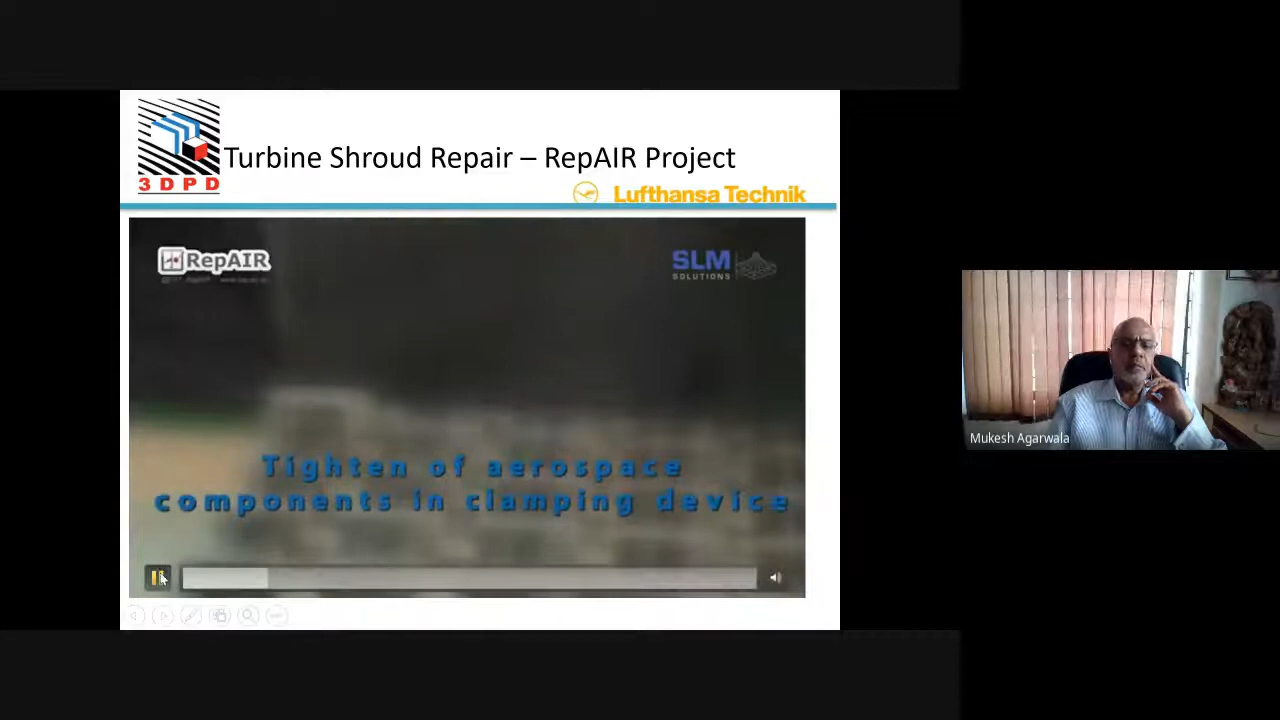 Turbine Shroud Repair – RepAIR Project
3DPD
Lufthansa Technik
RepAIR
SLM
SOLUTIONS
Tighten of aerospace
components in clamping device
Mukesh Agarwala